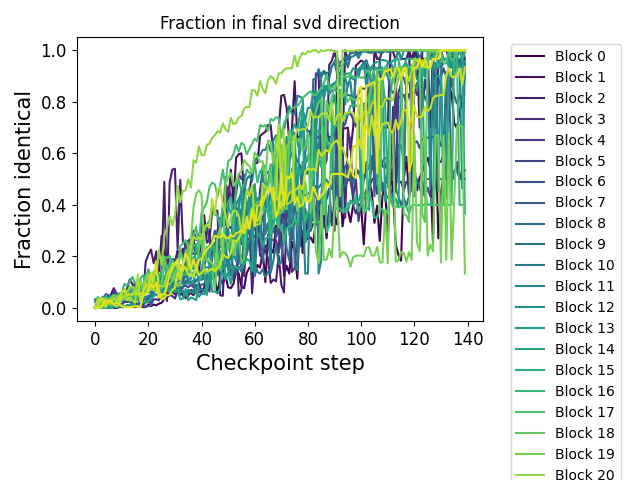 Fraction in final svd direction
Fraction identical
1.0
0.8
0.6
0.4
0.2
0.0
0 20 40 60 80 100 120 140
Checkpoint step
Block 0
Block 1
Block 2
Block 3
Block 4
Block 5
Block 6
Block 7
Block 8
Block 9
Block 10
Block 11
Block 12
Block 13
Block 14
Block 15
Block 16
Block 17
Block 18
Block 19
Block 20